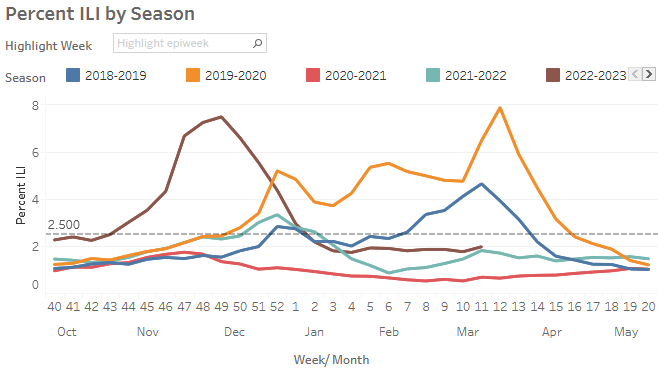 Percent ILI by Season
Highlight Week Highlight epiweek
Season 2018-2019 2019-2020 2020-2021 2021-2022 2022-2023
8
6
4
2.500
2
0
Percent ILI
40 41 42 43 44 45 46 47 48 49 50 51 52 1 2 3 4 5 6 7 8 9 10 11 12 13 14 15 16 17 18 19 20
Oct Nov Dec Jan Feb Mar Apr May
Week/ Month